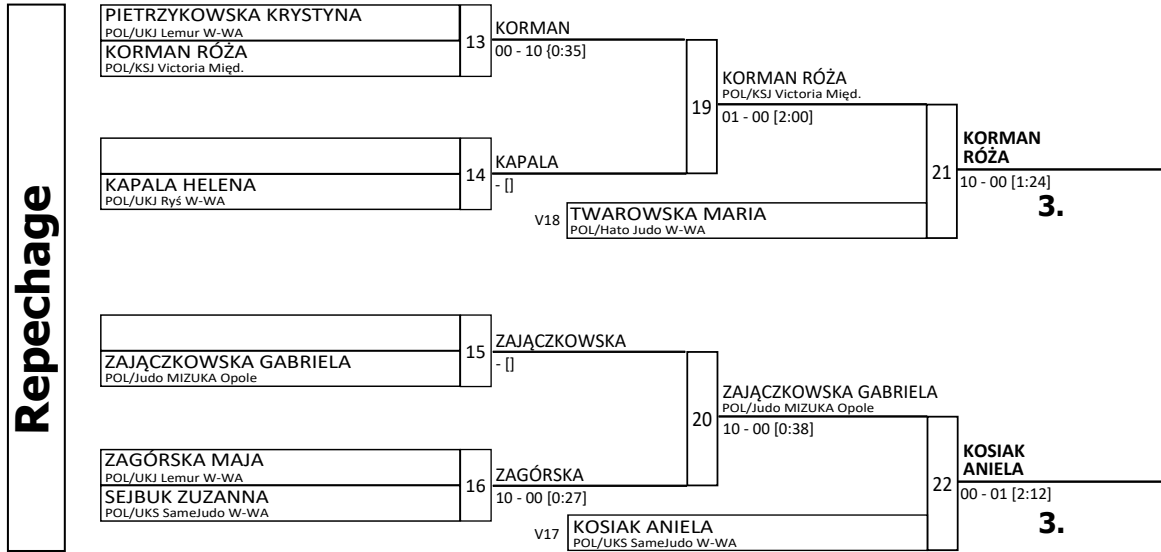 Repechage
PIETRZYKOWSKA KRYSTYNA
POL/UKJ Lemur W-WA
KORMAN RÓŻA
POL/KSJ Victoria Międ.
13
KORMAN
00 - 10 {0:35]
KAPALA HELENA
POL/UKJ Ryś W-WA
14
KAPALA
- []
19
KORMAN RÓŻA
POL/KSJ Victoria Międ.
01 - 00 [2:00]
V18
TWAROWSKA MARIA
POL/Hato Judo W-WA
21
KORMAN
RÓŻA
10 - 00 [1:24]
3.
ZAJĄCZKOWSKA GABRIELA
POL/Judo MIZUKA Opole
15
ZAJĄCZKOWSKA
- []
ZAGÓRSKA MAJA
POL/UKJ Lemur W-WA
SEJBUK ZUZANNA
POL/UKS SameJudo W-WA
16
ZAGÓRSKA
10 - 00 [0:27]
20
ZAJĄCZKOWSKA GABRIELA
POL/Judo MIZUKA Opole
10 - 00 [0:38]
V17
KOSIAK ANIELA
POL/UKS SameJudo W-WA
22
KOSIAK
ANIELA
00 - 01 [2:12]
3.